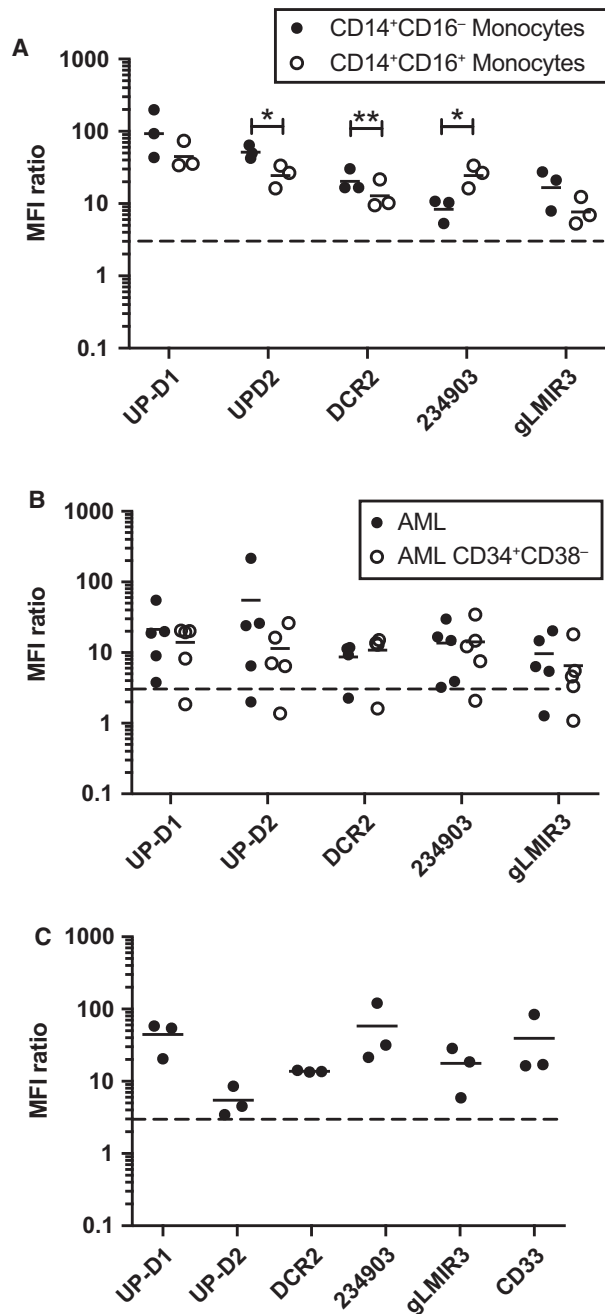 A
CD14⁺CD16⁻ Monocytes
CD14⁺CD16⁺ Monocytes
MFI ratio
1000
100
10
1
0.1
*
**
*
UP-D1
UPD2
DCR2
234903
gLMIR3
B
AML
AML CD34⁺CD38⁻
MFI ratio
1000
100
10
1
0.1
UP-D1
UP-D2
DCR2
234903
gLMIR3
C
MFI ratio
1000
100
10
1
0.1
UP-D1
UP-D2
DCR2
234903
gLMIR3
CD33